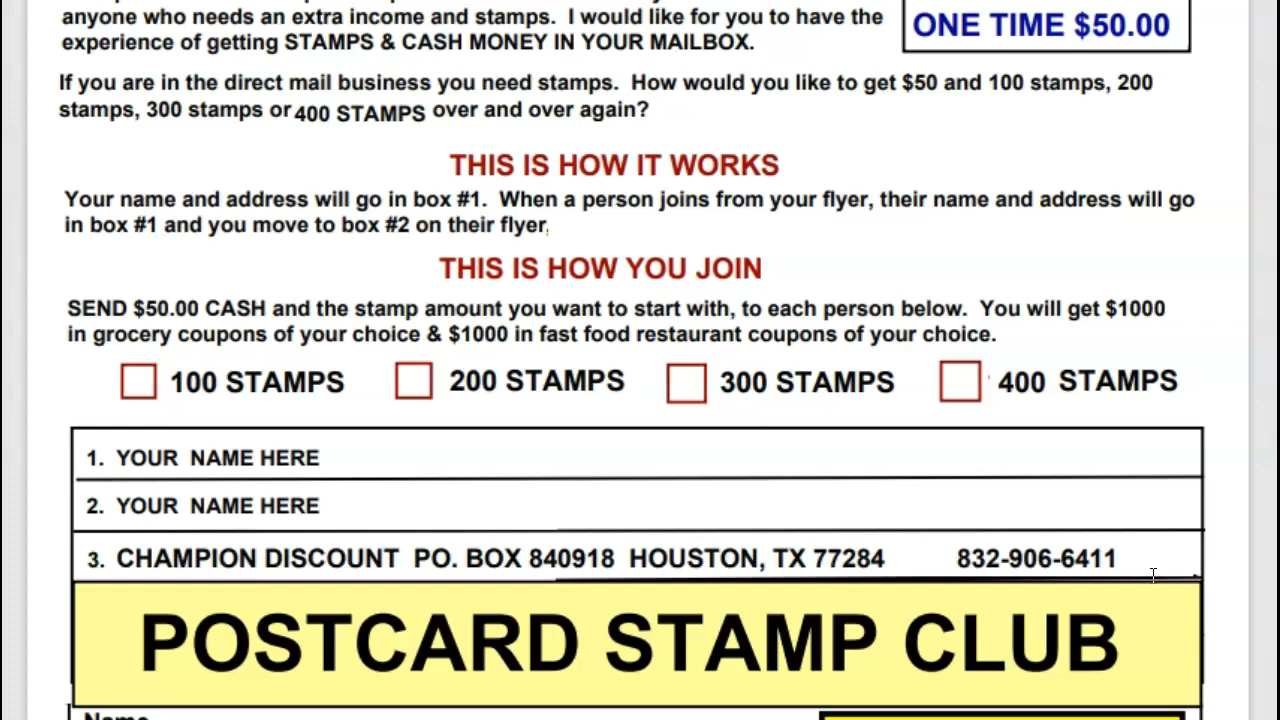 anyone who needs an extra income and stamps. I would like for you to have the
experience of getting STAMPS & CASH MONEY IN YOUR MAILBOX.
ONE TIME $50.00
If you are in the direct mail business you need stamps. How would you like to get $50 and 100 stamps, 200
stamps, 300 stamps or 400 STAMPS over and over again?
THIS IS HOW IT WORKS
Your name and address will go in box #1. When a person joins from your flyer, their name and address will go
in box #1 and you move to box #2 on their flyer,
THIS IS HOW YOU JOIN
SEND $50.00 CASH and the stamp amount you want to start with, to each person below. You will get $1000
in grocery coupons of your choice & $1000 in fast food restaurant coupons of your choice.
100 STAMPS 200 STAMPS 300 STAMPS 400 STAMPS
1. YOUR NAME HERE
2. YOUR NAME HERE
3. CHAMPION DISCOUNT PO. BOX 840918 HOUSTON, TX 77284 832-906-6411
POSTCARD STAMP CLUB
Name